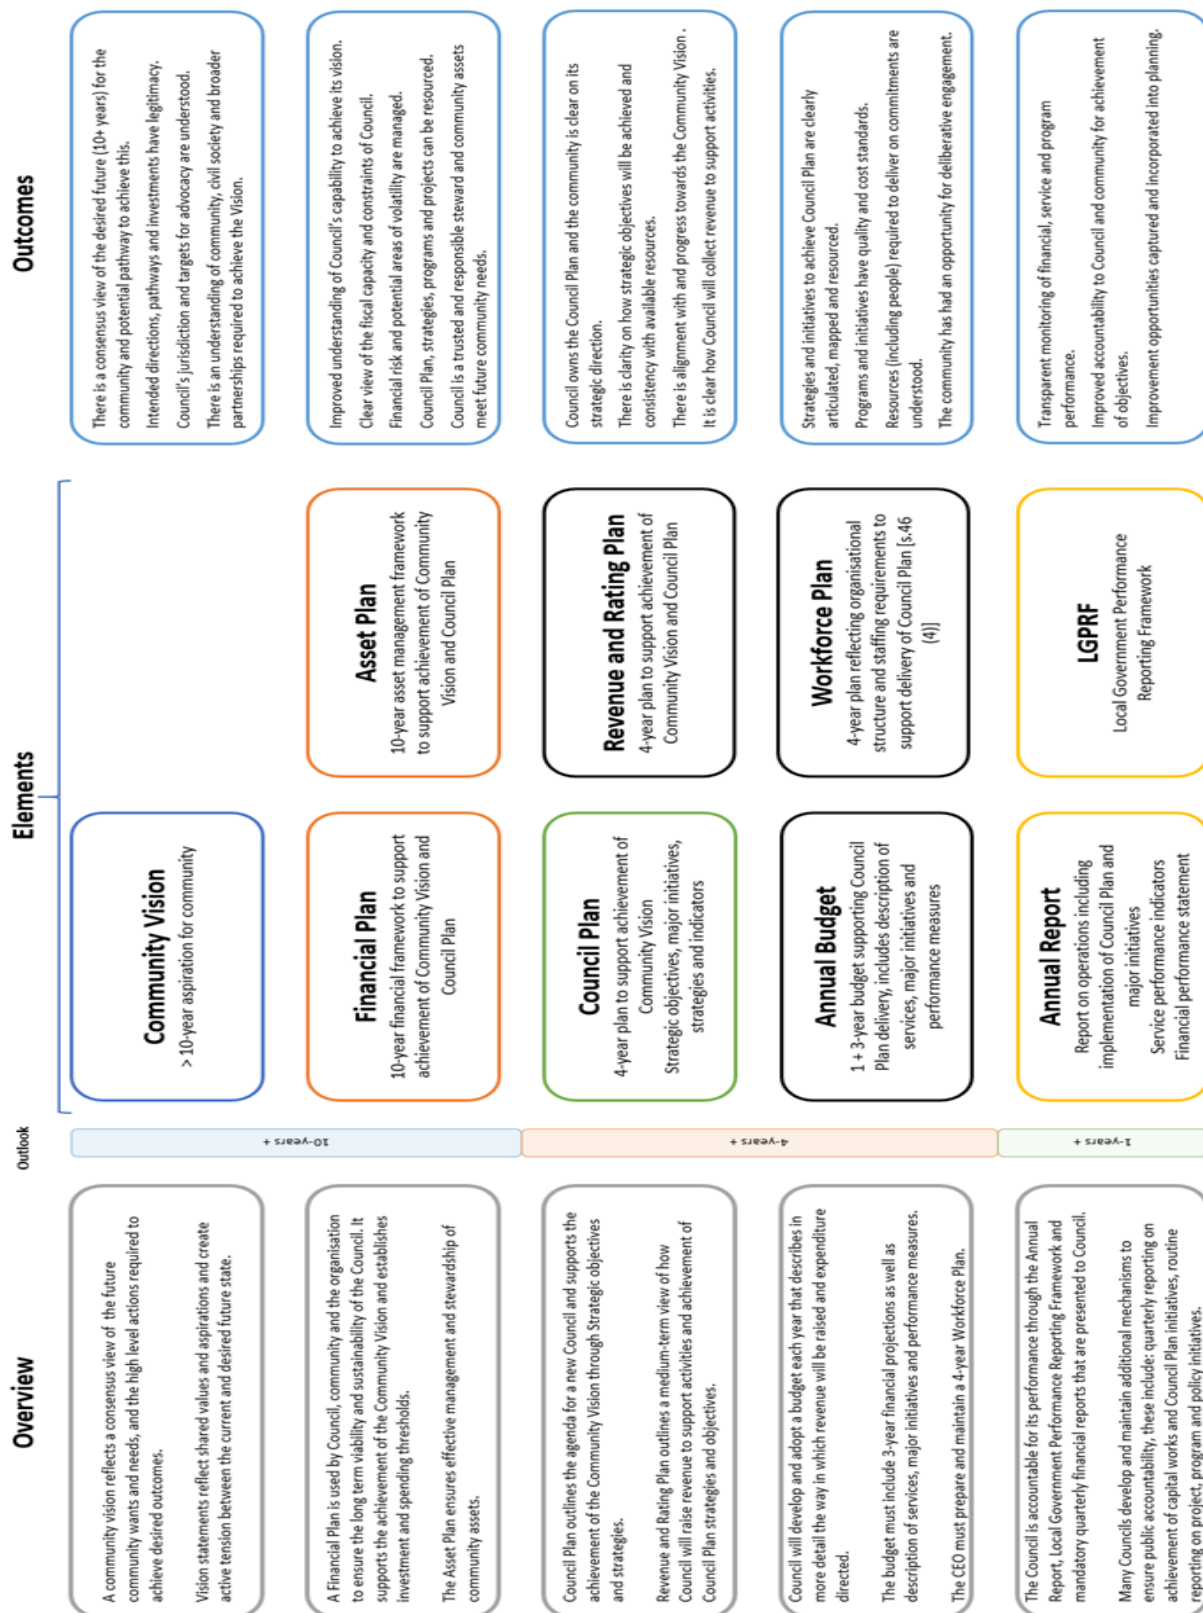 Overview
Outlook
Elements
Outcomes
A community vision reflects a consensus view of the future
community wants and needs, and the high level actions required to
achieve desired outcomes.
Vision statements reflect shared values and aspirations and create
active tension between the current and desired future state.
10-years +
Community Vision
> 10-year aspiration for community
There is a consensus view of the desired future (10+ years) for the
community and potential pathway to achieve this.
Intended directions, pathways and investments have legitimacy.
Council's jurisdiction and targets for advocacy are understood.
There is an understanding of community, civil society and broader
partnerships required to achieve the Vision.
A Financial Plan is used by Council, community and the organisation
to ensure the long term viability and sustainability of the Council. It
supports the achievement of the Community Vision and establishes
investment and spending thresholds.
The Asset Plan ensures effective management and stewardship of
community assets.
Financial Plan
10-year financial framework to support
achievement of Community Vision and
Council Plan
Asset Plan
10-year asset management framework
to support achievement of Community
Vision and Council Plan
Improved understanding of Council's capability to achieve its vision.
Clear view of the fiscal capacity and constraints of Council.
Financial risk and potential areas of volatility are managed.
Council Plan, strategies, programs and projects can be resourced.
Council is a trusted and responsible steward and community assets
meet future community needs.
Council Plan outlines the agenda for a new Council and supports the
achievement of the Community Vision through Strategic objectives
and strategies.
Revenue and Rating Plan outlines a medium-term view of how
Council will raise revenue to support activities and achievement of
Council Plan strategies and objectives.
4-years +
Council Plan
4-year plan to support achievement of
Community Vision
Strategic objectives, major initiatives,
strategies and indicators
Revenue and Rating Plan
4-year plan to support achievement of
Community Vision and Council Plan
Council owns the Council Plan and the community is clear on its
strategic direction.
There is clarity on how strategic objectives will be achieved and
consistency with available resources.
There is alignment with and progress towards the Community Vision .
It is clear how Council will collect revenue to support activities.
Council will develop and adopt a budget each year that describes in
more detail the way in which revenue will be raised and expenditure
directed.
The budget must include 3-year financial projections as well as
description of services, major initiatives and performance measures.
The CEO must prepare and maintain a 4-year Workforce Plan.
Annual Budget
1 + 3-year budget supporting Council
Plan delivery, includes description of
services, major initiatives and
performance measures
Workforce Plan
4-year plan reflecting organisational
structure and staffing requirements to
support delivery of Council Plan [s.46
(4)]
Strategies and initiatives to achieve Council Plan are clearly
articulated, mapped and resourced.
Programs and initiatives have quality and cost standards.
Resources (including people) required to deliver on commitments are
understood.
The community has had an opportunity for deliberative engagement.
The Council is accountable for its performance through the Annual
Report, Local Government Performance Reporting Framework and
mandatory quarterly financial reports that are presented to Council.
Many Councils develop and maintain additional mechanisms to
ensure public accountability, these include: quarterly reporting on
achievement of capital works and Council Plan initiatives, routine
reporting on project, program and policy initiatives.
1-years +
Annual Report
Report on operations including
implementation of Council Plan and
major initiatives
Service performance indicators
Financial performance statement
LGPRF
Local Government Performance
Reporting Framework
Transparent monitoring of financial, service and program
performance.
Improved accountability to Council and community for achievement
of objectives.
Improvement opportunities captured and incorporated into planning.